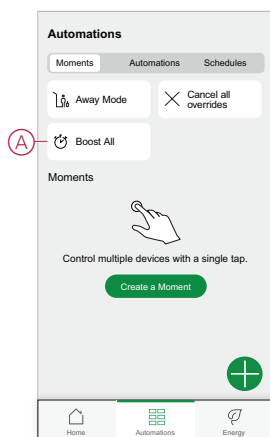 Automations
Moments Automations Schedules
Away Mode
Cancel all
overrides
A
Boost All
Moments
Control multiple devices with a single tap.
Create a Moment
Home Automations Energy